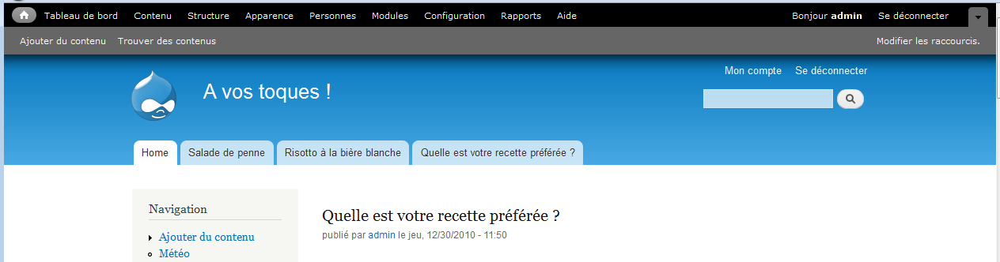 Tableau de bord Contenu Structure Apparence Personnes Modules Configuration Rapports Aide Bonjour admin Se déconnecter
Ajouter du contenu Trouver des contenus Modifier les raccourcis.
Mon compte Se déconnecter
A vos toques !
Home Salade de penne Risotto à la bière blanche Quelle est votre recette préférée ?
Navigation
Ajouter du contenu
Météo
Quelle est votre recette préférée ?
publié par admin le jeu, 12/30/2010 - 11:50